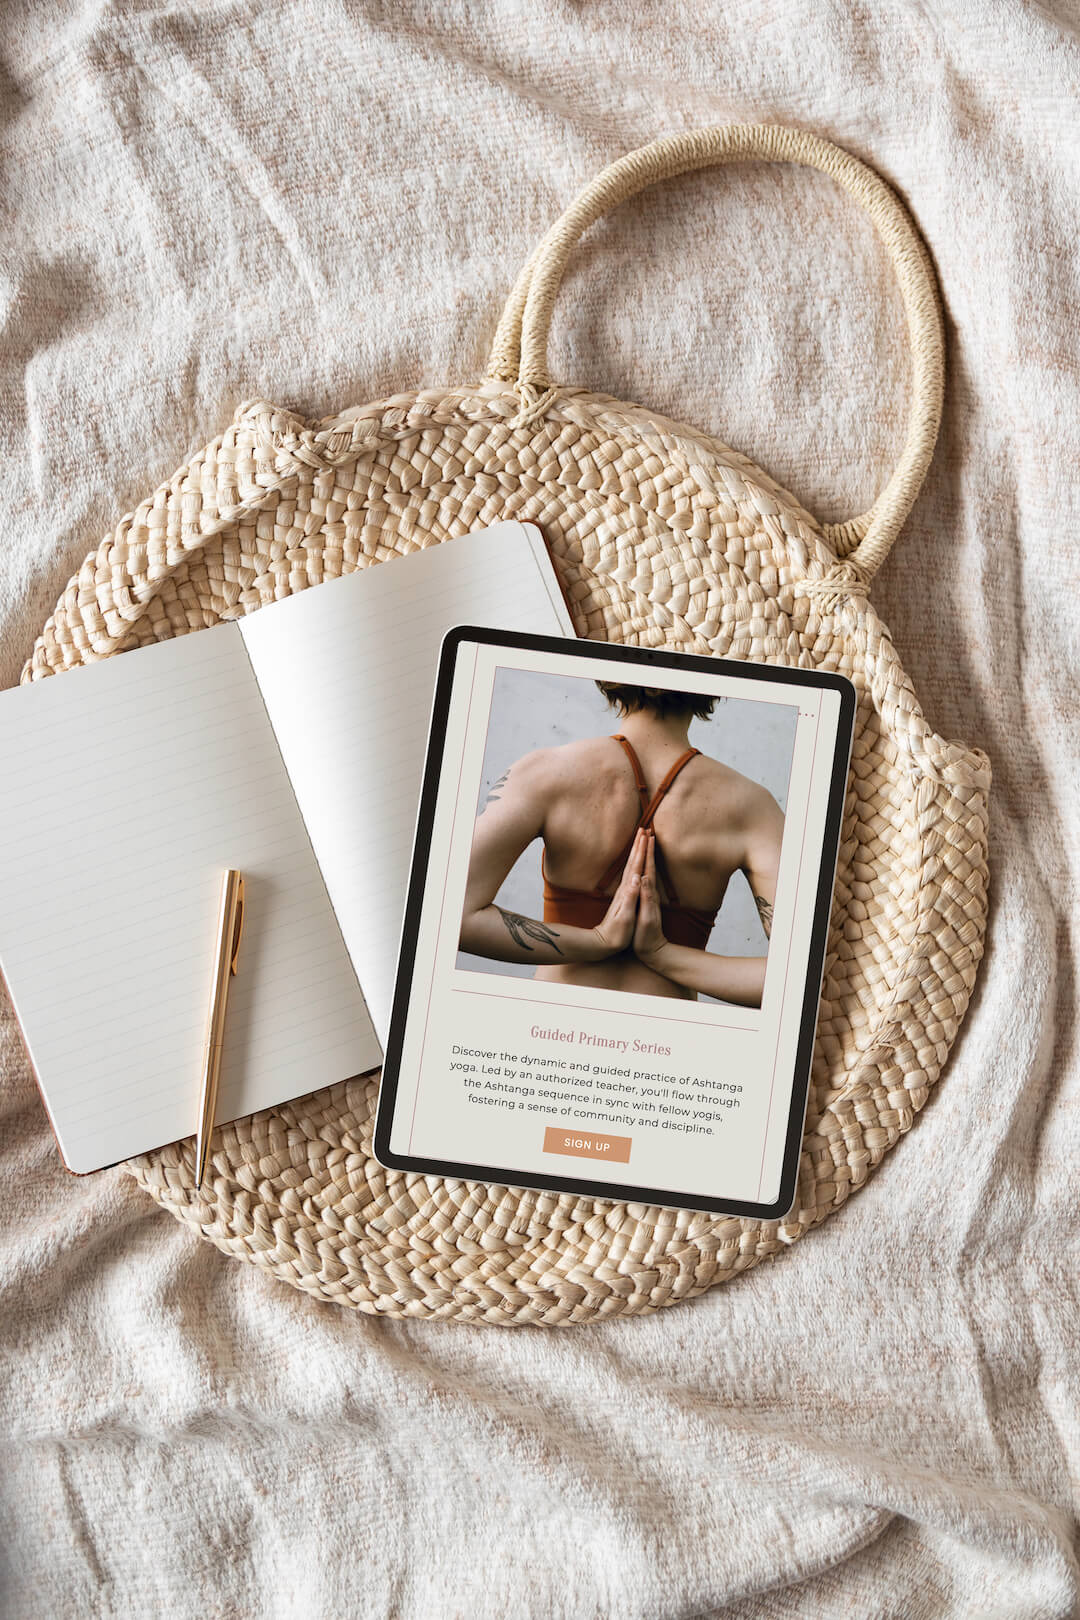 Guided Primary Series
Discover the dynamic and guided practice of Ashtanga
yoga. Led by an authorized teacher, you'll flow through
the Ashtanga sequence in sync with fellow yogis,
fostering a sense of community and discipline.
SIGN UP